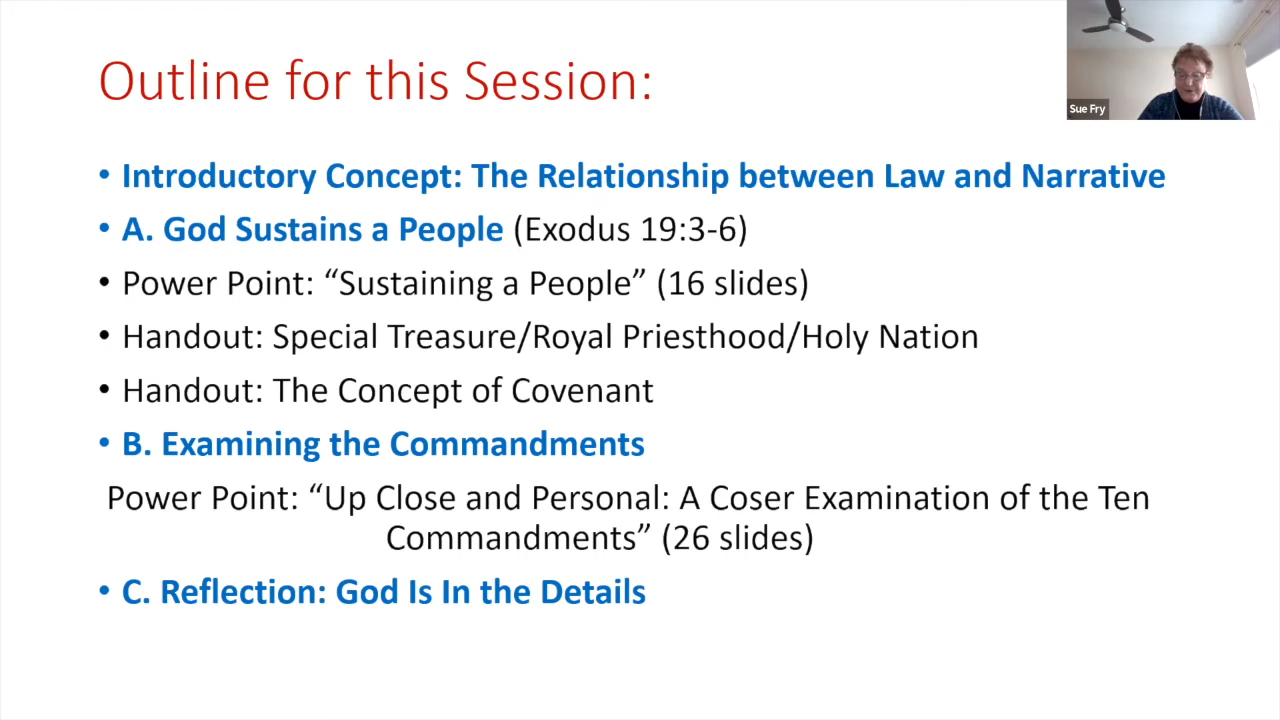 Outline for this Session:
Sue Fry
• Introductory Concept: The Relationship between Law and Narrative
• A. God Sustains a People (Exodus 19:3-6)
• Power Point: “Sustaining a People” (16 slides)
• Handout: Special Treasure/Royal Priesthood/Holy Nation
• Handout: The Concept of Covenant
• B. Examining the Commandments
Power Point: “Up Close and Personal: A Coser Examination of the Ten
Commandments” (26 slides)
• C. Reflection: God Is In the Details